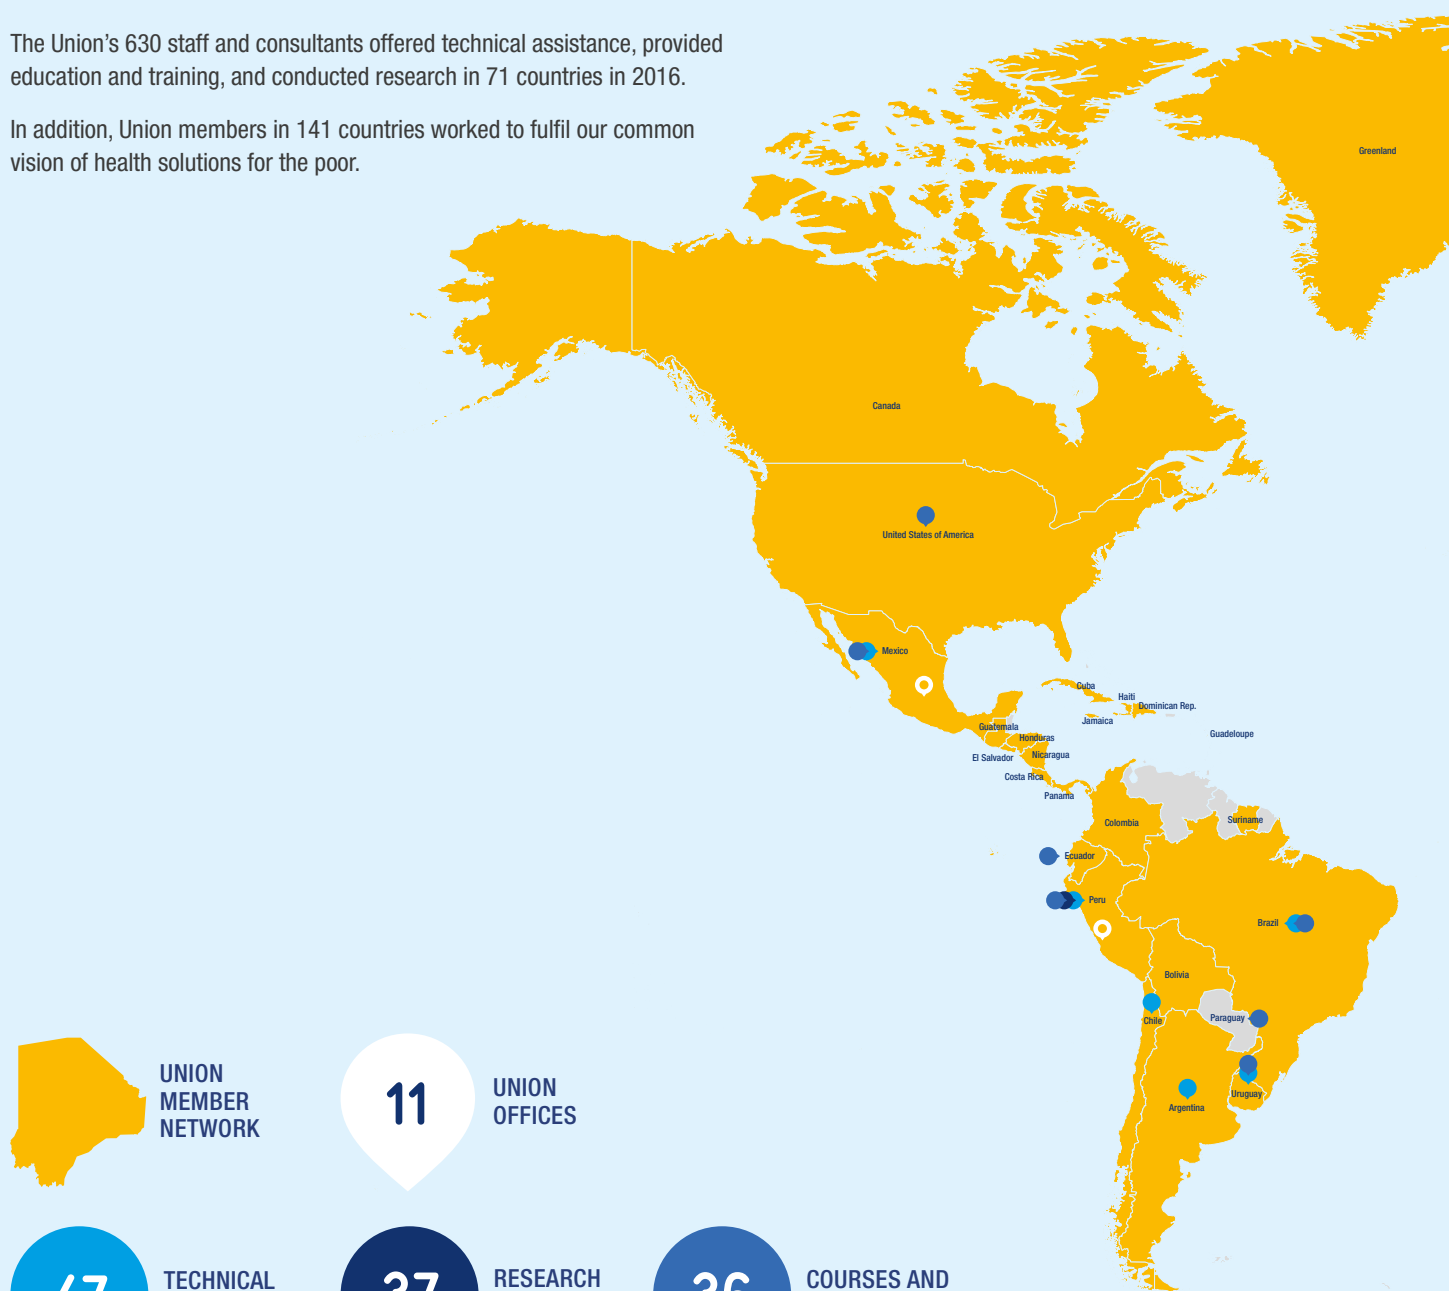 The Union’s 630 staff and consultants offered technical assistance, provided
education and training, and conducted research in 71 countries in 2016.
In addition, Union members in 141 countries worked to fulfil our common
vision of health solutions for the poor.
Greenland
Canada
United States of America
Mexico
Cuba
Haiti
Dominican Rep.
Jamaica
Guadeloupe
Guatemala
Honduras
El Salvador
Nicaragua
Costa Rica
Panama
Colombia
Suriname
Ecuador
Peru
Brazil
Bolivia
Paraguay
Chile
Uruguay
Argentina
UNION
MEMBER
NETWORK
11
UNION
OFFICES
TECHNICAL
37
RESEARCH
36
COURSES AND